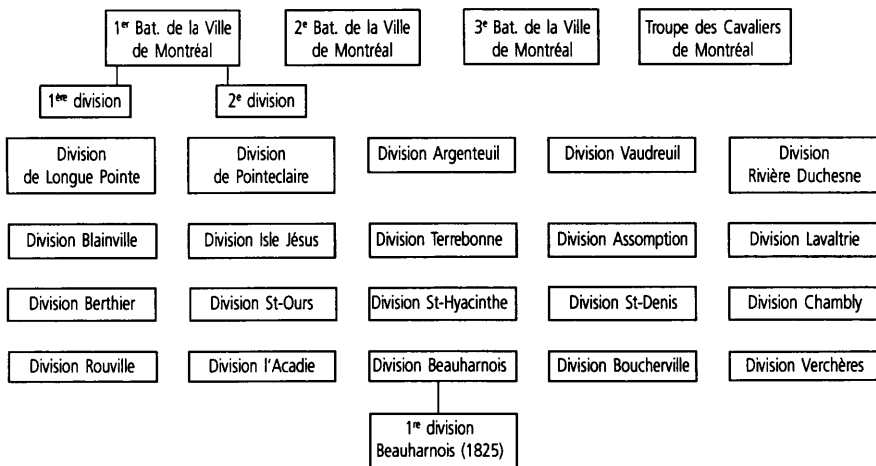 1er Bat. de la Ville
de Montréal
2e Bat. de la Ville
de Montréal
3e Bat. de la Ville
de Montréal
Troupe des Cavaliers
de Montréal
1ère division
2e division
Division
de Longue Pointe
Division
de Pointeclaire
Division Argenteuil
Division Vaudreuil
Division
Rivière Duchesne
Division Blainville
Division Isle Jésus
Division Terrebonne
Division Assomption
Division Lavaltrie
Division Berthier
Division St-Ours
Division St-Hyacinthe
Division St-Denis
Division Chambly
Division Rouville
Division l'Acadie
Division Beauharnois
Division Boucherville
Division Verchères
1re division
Beauharnois (1825)